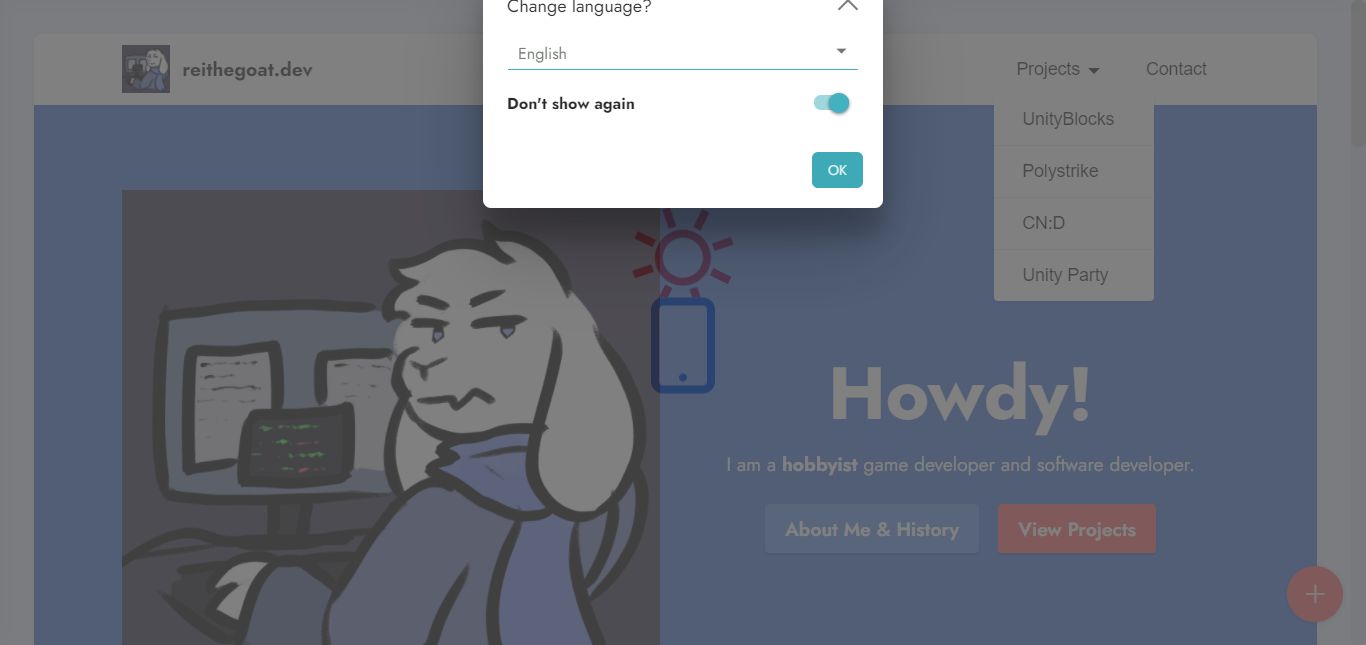 Change language?
English
Don't show again
OK
reithegoat.dev
Projects
Contact
UnityBlocks
Polystrike
CN:D
Unity Party
Howdy!
I am a hobbyist game developer and software developer.
About Me & History
View Projects